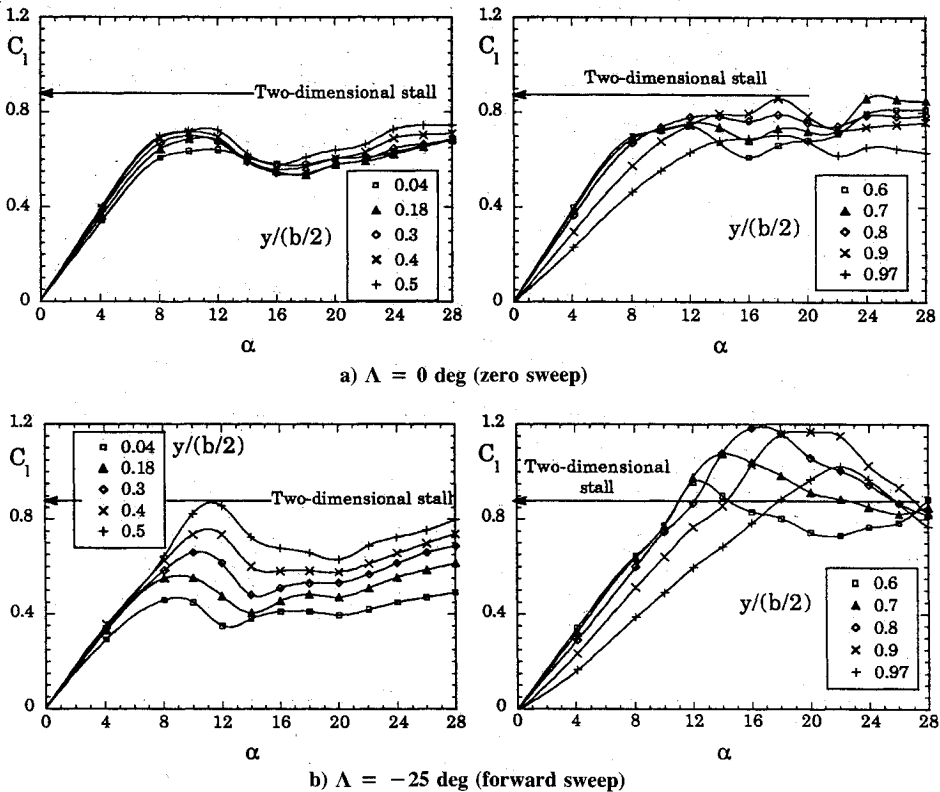 1.2
C₁
0.8
0.4
0
Two-dimensional stall
y/(b/2)
0.04
0.18
0.3
0.4
0.5
0 4 8 12 16 20 24 28
α
1.2
C₁
0.8
0.4
0
Two-dimensional stall
y/(b/2)
0.6
0.7
0.8
0.9
0.97
0 4 8 12 16 20 24 28
α
a) Λ = 0 deg (zero sweep)
1.2
C₁
0.8
0.4
0
0.04
0.18
0.3
0.4
0.5
y/(b/2)
Two-dimensional stall
0 4 8 12 16 20 24 28
α
1.2
C₁
0.8
0.4
0
Two-dimensional
stall
y/(b/2)
0.6
0.7
0.8
0.9
0.97
0 4 8 12 16 20 24 28
α
b) Λ = −25 deg (forward sweep)